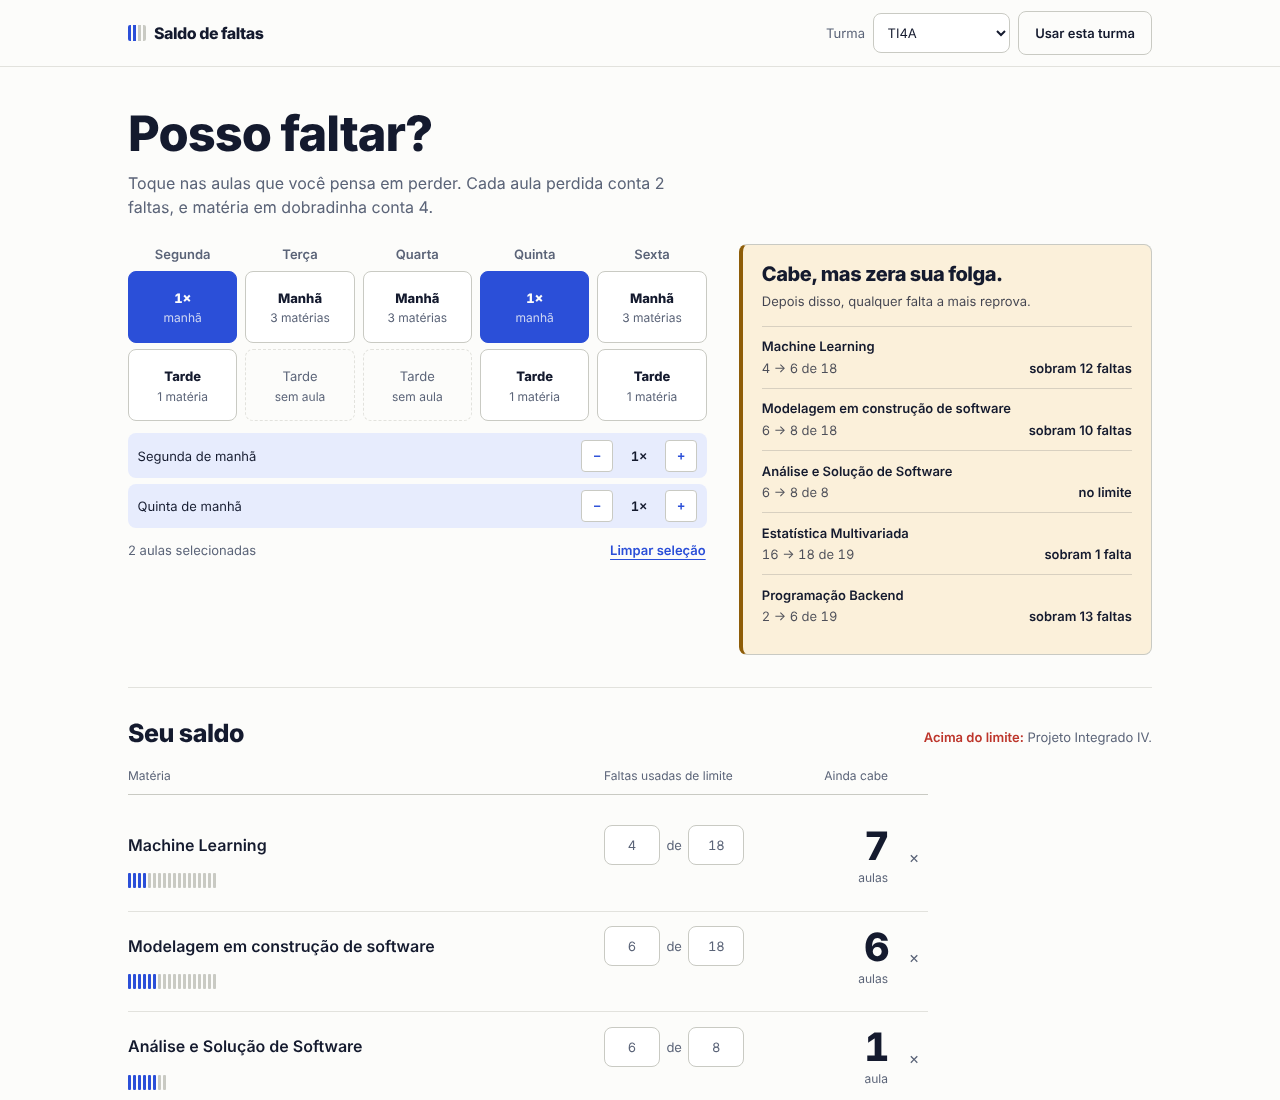 Saldo de faltas
Turma
TI4A
Usar esta turma
Posso faltar?
Toque nas aulas que você pensa em perder. Cada aula perdida conta 2
faltas, e matéria em dobradinha conta 4.
Segunda
Terça
Quarta
Quinta
Sexta
1×
manhã
Manhã
3 matérias
Manhã
3 matérias
1×
manhã
Manhã
3 matérias
Tarde
1 matéria
Tarde
sem aula
Tarde
sem aula
Tarde
1 matéria
Tarde
1 matéria
Segunda de manhã
− 1× +
Quinta de manhã
− 1× +
2 aulas selecionadas
Limpar seleção
Cabe, mas zera sua folga.
Depois disso, qualquer falta a mais reprova.
Machine Learning
4 → 6 de 18
sobram 12 faltas
Modelagem em construção de software
6 → 8 de 18
sobram 10 faltas
Análise e Solução de Software
6 → 8 de 8
no limite
Estatística Multivariada
16 → 18 de 19
sobram 1 falta
Programação Backend
2 → 6 de 19
sobram 13 faltas
Seu saldo
Acima do limite: Projeto Integrado IV.
Matéria
Faltas usadas de limite
Ainda cabe
Machine Learning
4 de 18
7
aulas
×
Modelagem em construção de software
6 de 18
6
aulas
×
Análise e Solução de Software
6 de 8
1
aula
×